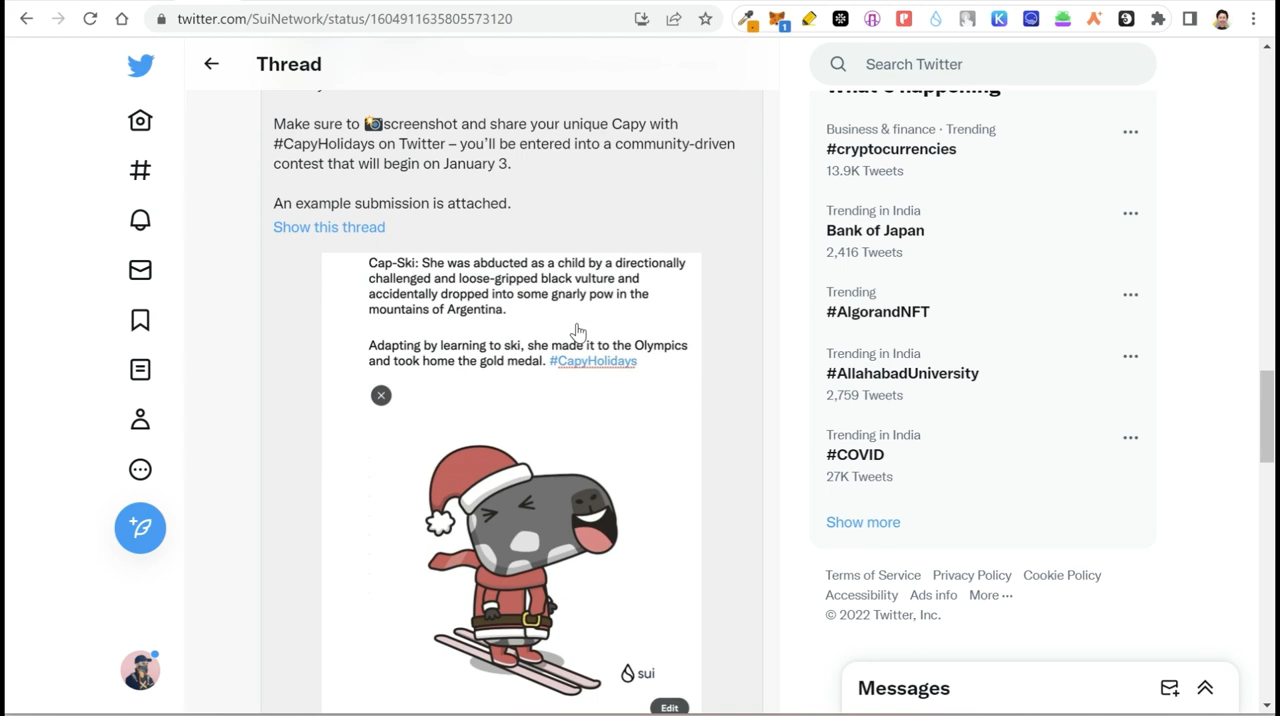 twitter.com/SuiNetwork/status/1604911635805573120
1
Thread
Search Twitter
What's happening
Make sure to screenshot and share your unique Capy with
#CapyHolidays on Twitter – you'll be entered into a community-driven
contest that will begin on January 3.
An example submission is attached.
Show this thread
Cap-Ski: She was abducted as a child by a directionally
challenged and loose-gripped black vulture and
accidentally dropped into some gnarly pow in the
mountains of Argentina.
Adapting by learning to ski, she made it to the Olympics
and took home the gold medal. #CapyHolidays
sui
Edit
Business & finance · Trending
#cryptocurrencies
13.9K Tweets
Trending in India
Bank of Japan
2,416 Tweets
Trending
#AlgorandNFT
Trending in India
#AllahabadUniversity
2,759 Tweets
Trending in India
#COVID
27K Tweets
Show more
Terms of Service Privacy Policy Cookie Policy
Accessibility Ads info More ···
© 2022 Twitter, Inc.
Messages